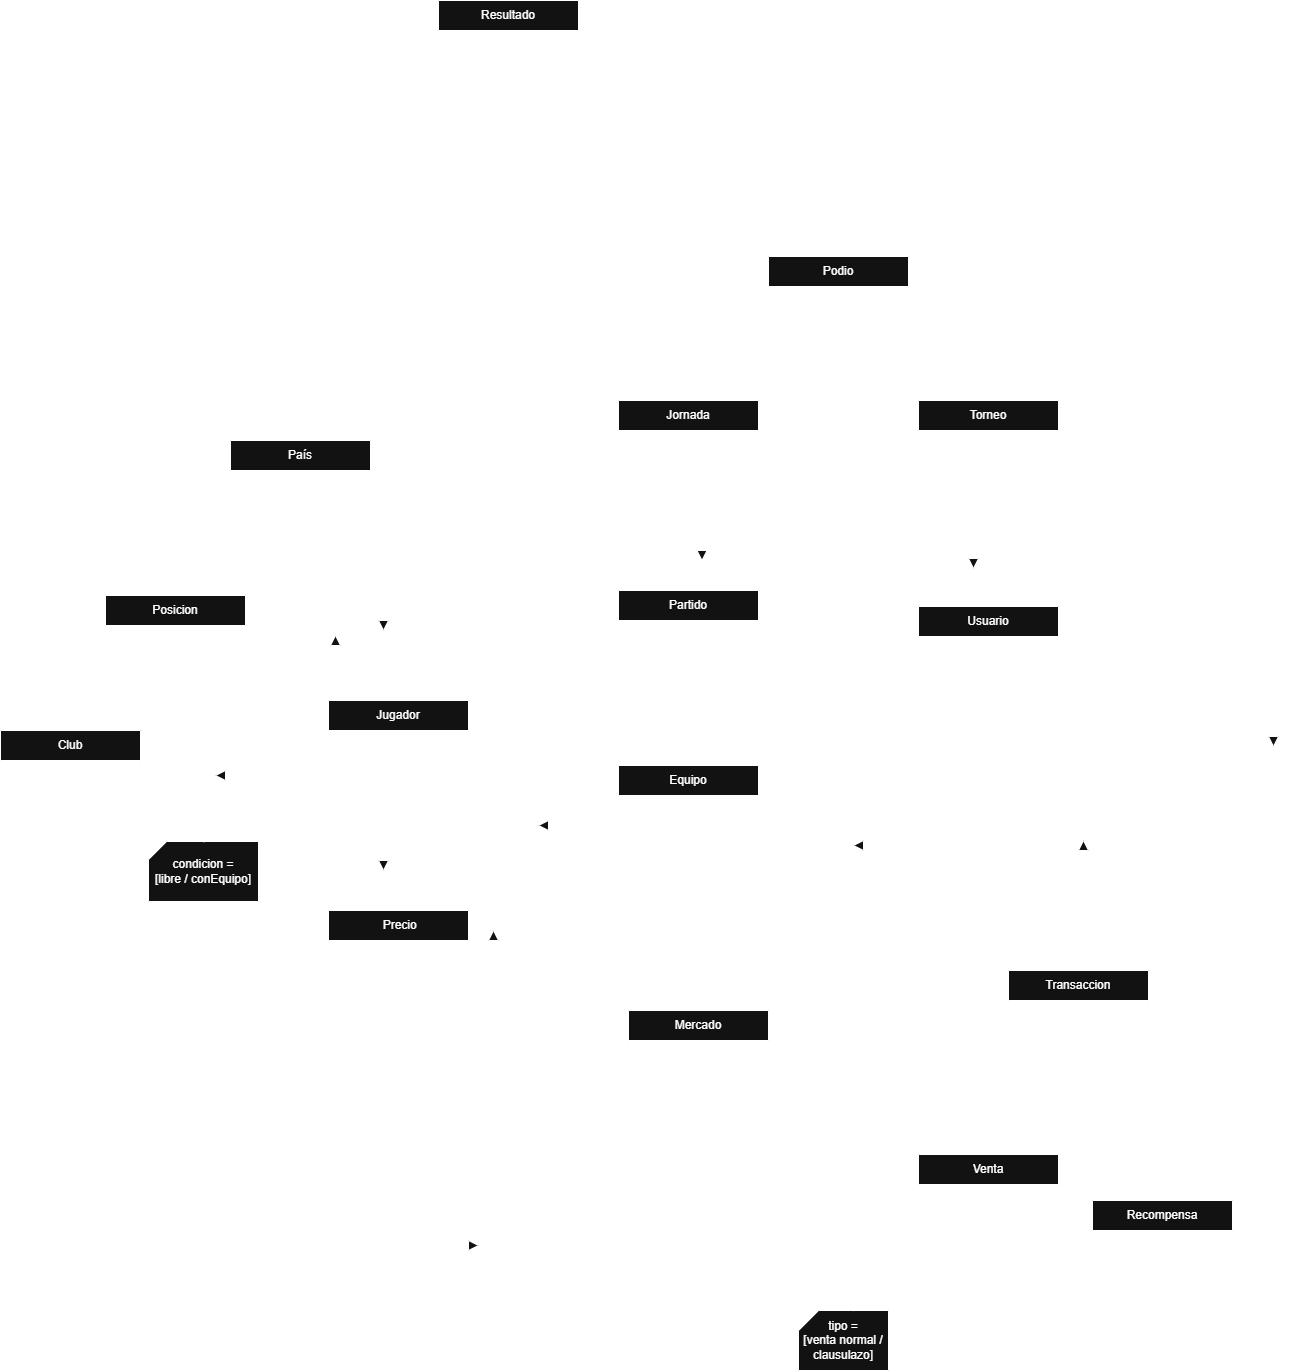 Resultado
Podio
Jornada
Torneo
País
Posicion
Partido
Usuario
Jugador
Club
Equipo
condicion =
[libre / conEquipo]
Precio
Transaccion
Mercado
Venta
Recompensa
tipo =
[venta normal /
clausulazo]